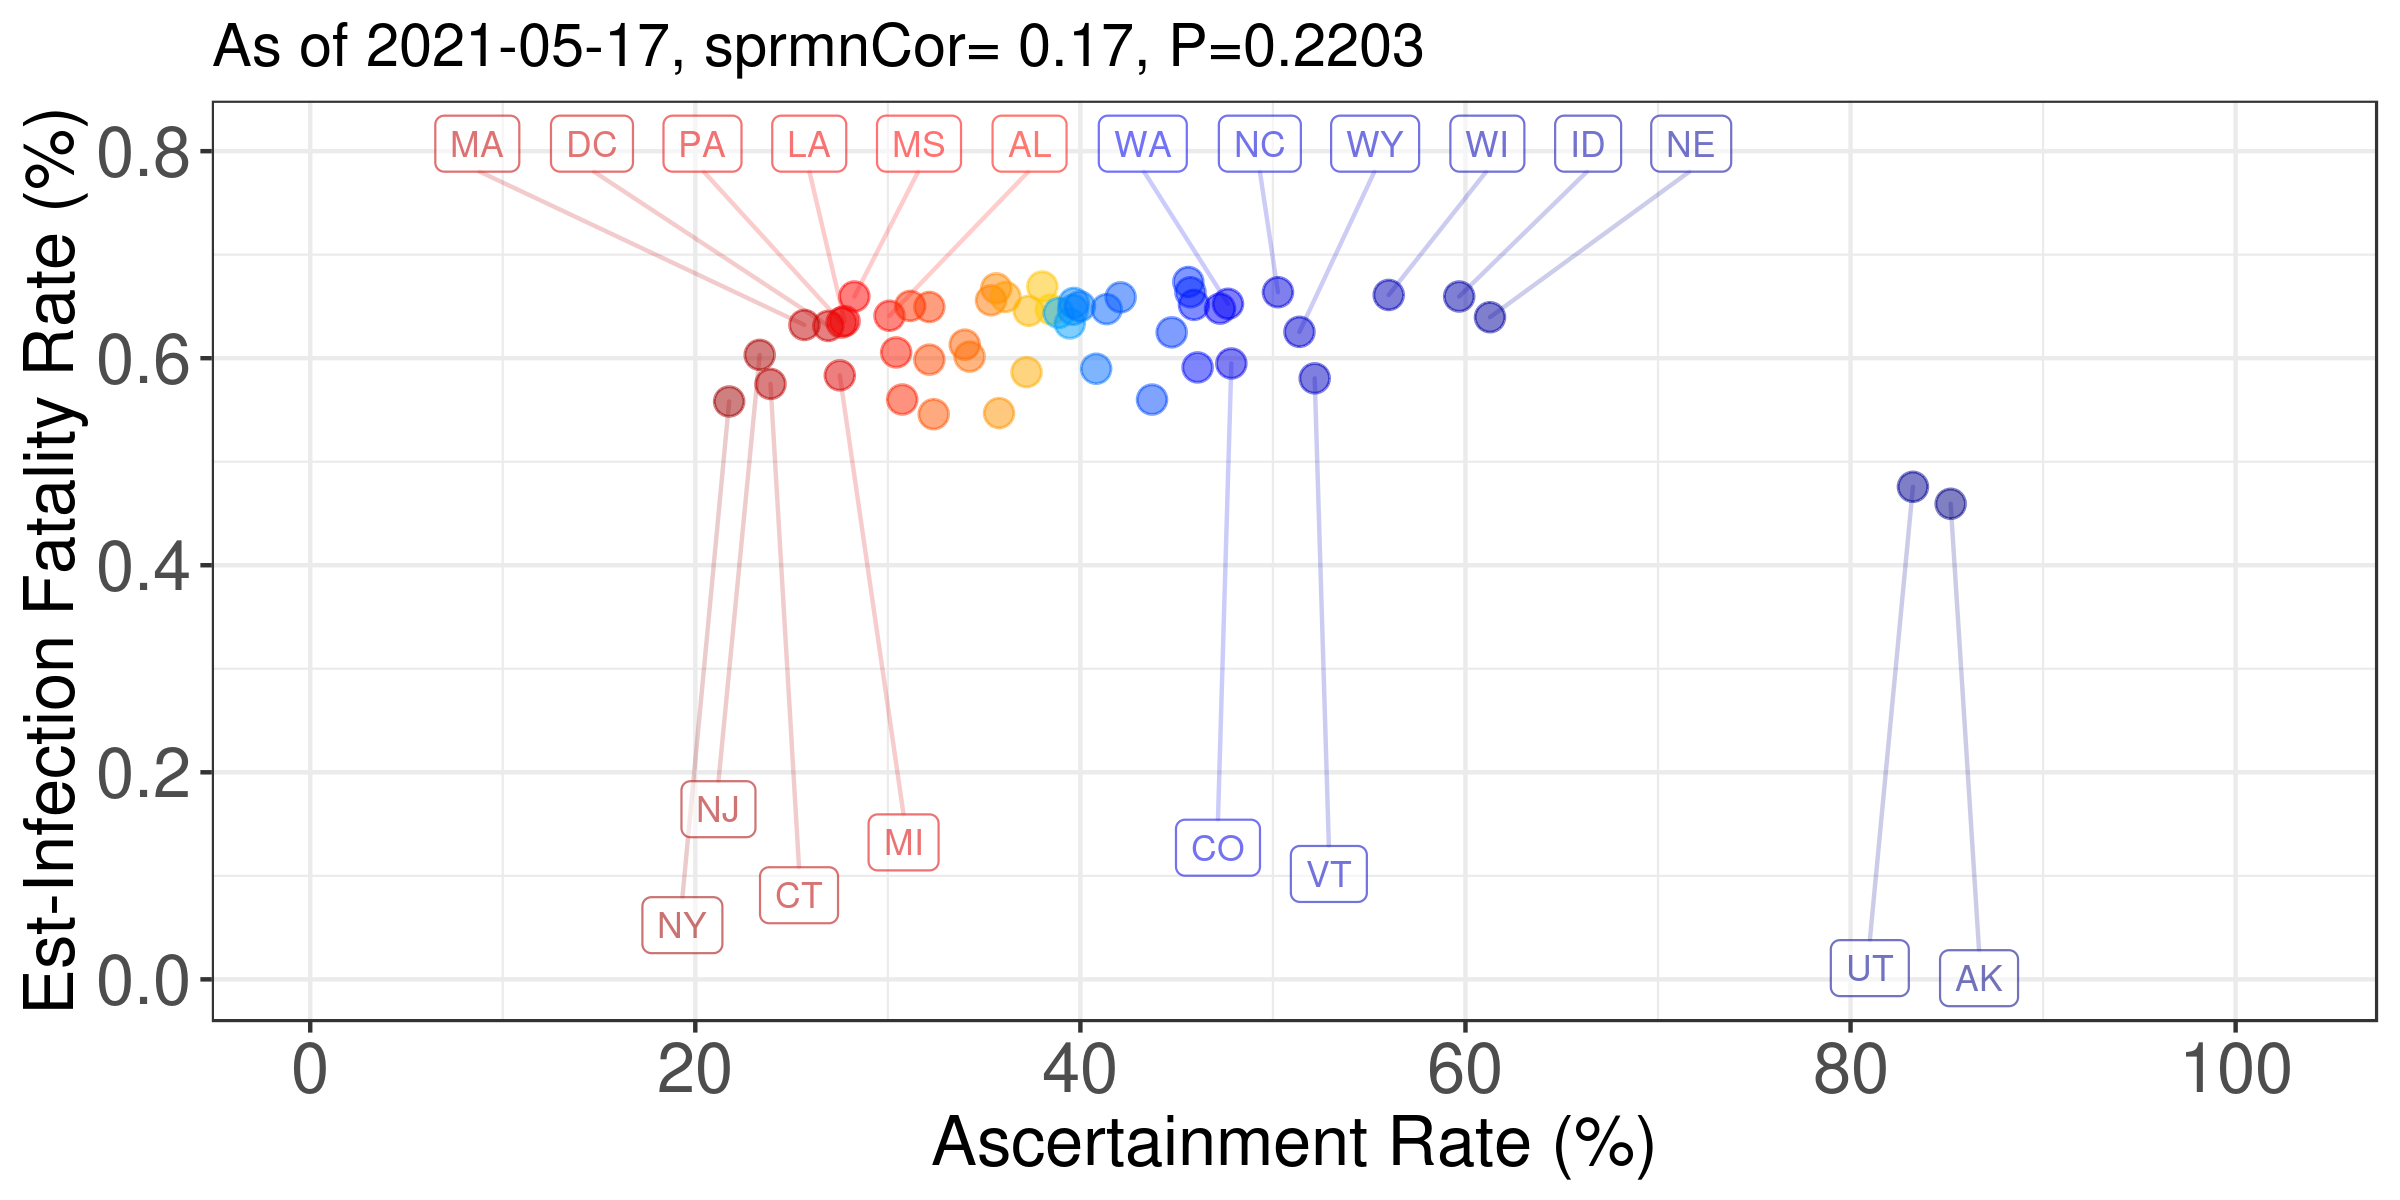 As of 2021-05-17, sprmnCor= 0.17, P=0.2203
Est-Infection Fatality Rate (%)
0.8
0.6
0.4
0.2
0.0
MA DC PA LA MS AL WA NC WY WI ID NE
NJ
MI
CO
VT
CT
NY
UT
AK
0 20 40 60 80 100
Ascertainment Rate (%)